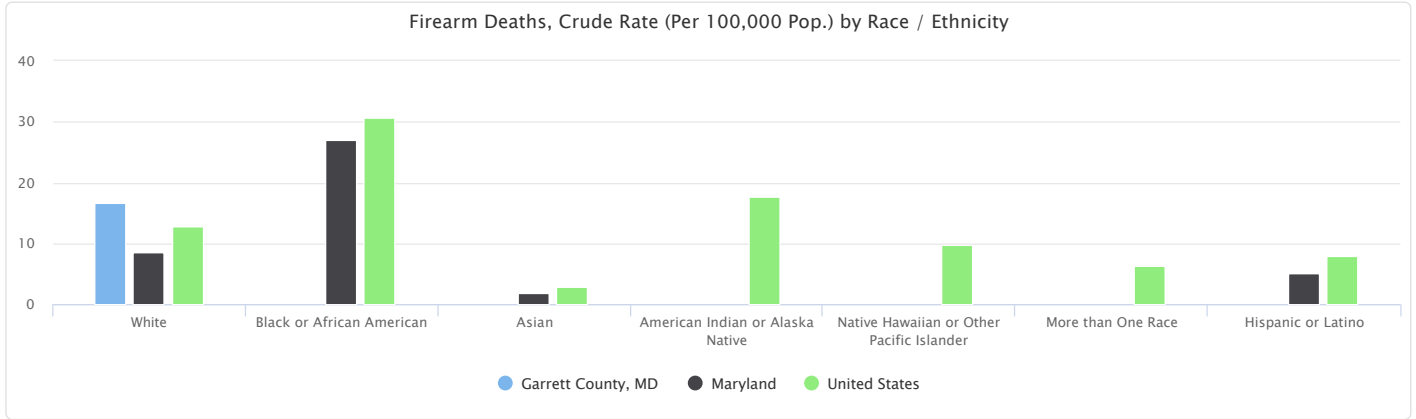 Firearm Deaths, Crude Rate (Per 100,000 Pop.) by Race / Ethnicity
40
30
20
10
0
White
Black or African American
Asian
American Indian or Alaska
Native
Native Hawaiian or Other
Pacific Islander
More than One Race
Hispanic or Latino
Garrett County, MD
Maryland
United States